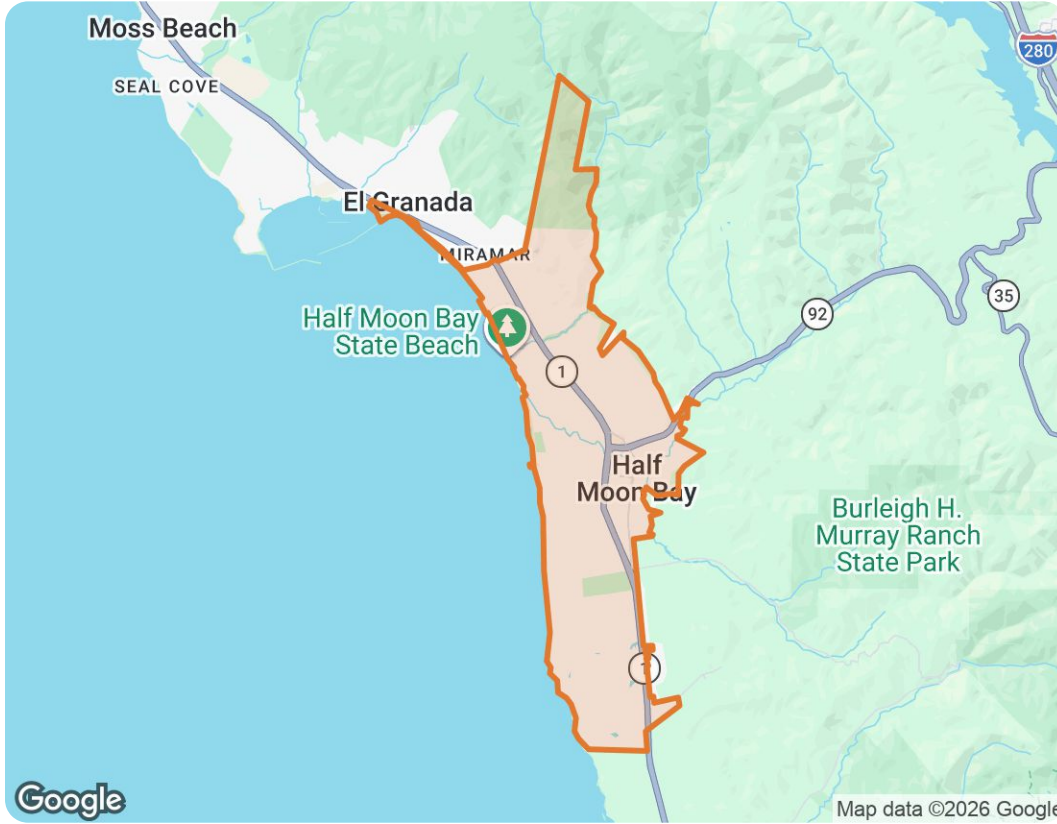 Moss Beach
SEAL COVE
280
El Granada
MIRAMAR
Half Moon Bay
State Beach
35
92
1
Half
Moon Bay
Burleigh H.
Murray Ranch
State Park
1
Google
Map data ©2026 Google